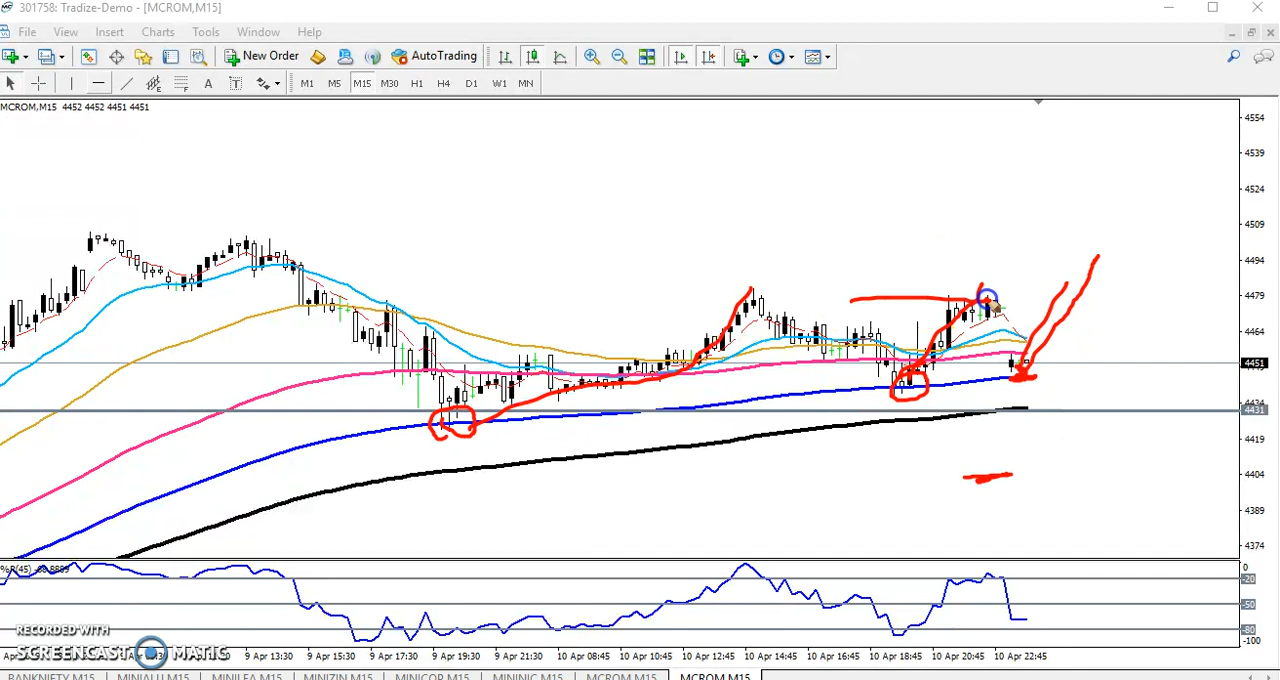 301758: Tradize-Demo - [MCROM,M15]
File View Insert Charts Tools Window Help
New Order AutoTrading
A T M1 M5 M15 M30 H1 H4 D1 W1 MN
MCROM,M15 4452 4452 4451 4451
4554
4539
4524
4509
4494
4479
4464
4451
4434
4431
4419
4404
4389
4374
%R(45)
0
-20
-50
-80
-100
RECORDED WITH
SCREENCAST MATIC
9 Apr 13:30 9 Apr 15:30 9 Apr 17:30 9 Apr 19:30 9 Apr 21:30 10 Apr 08:45 10 Apr 10:45 10 Apr 12:45 10 Apr 14:45 10 Apr 16:45 10 Apr 18:45 10 Apr 20:45 10 Apr 22:45
BANKNIFTY,M15 MINIALU,M15 MINILEA,M15 MINIZIN,M15 MINICOP,M15 MININIC,M15 MCROM,M15 MCROM,M15